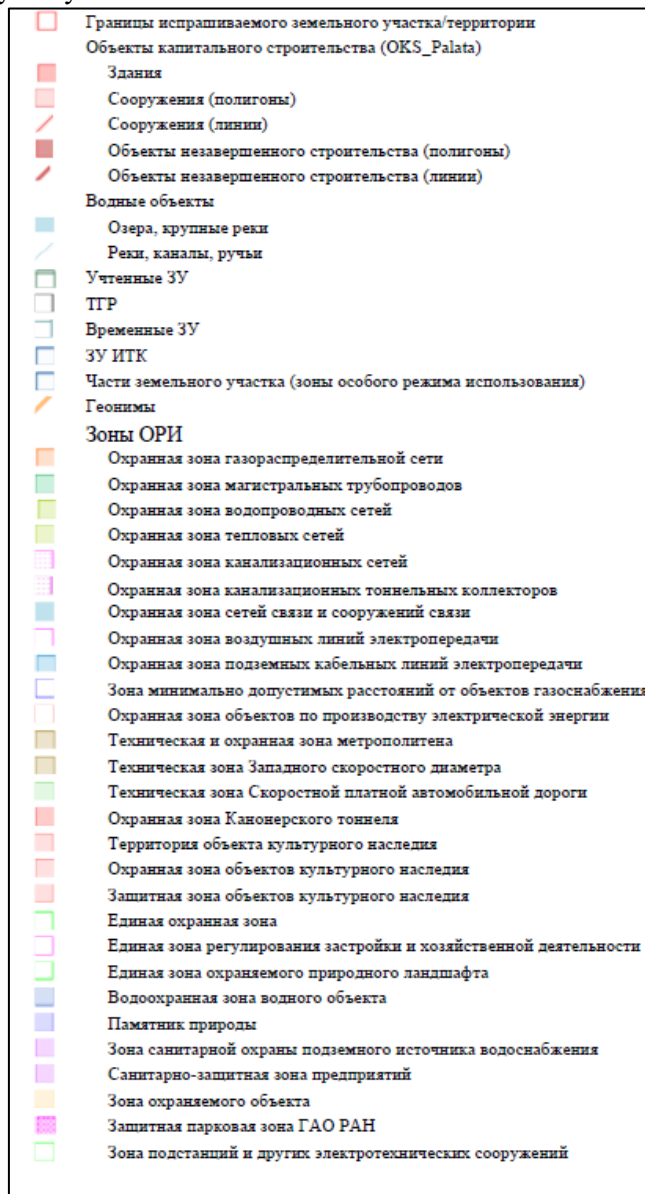 Границы испрашиваемого земельного участка/территории
Объекты капитального строительства (OKS_Palata)
Здания
Сооружения (полигоны)
Сооружения (линии)
Объекты незавершенного строительства (полигоны)
Объекты незавершенного строительства (линии)
Водные объекты
Озера, крупные реки
Реки, каналы, ручьи
Учтенные ЗУ
ТГР
Временные ЗУ
ЗУ ИТК
Части земельного участка (зоны особого режима использования)
Геонимы
Зоны ОРИ
Охранная зона газораспределительной сети
Охранная зона магистральных трубопроводов
Охранная зона водопроводных сетей
Охранная зона тепловых сетей
Охранная зона канализационных сетей
Охранная зона канализационных тоннельных коллекторов
Охранная зона сетей связи и сооружений связи
Охранная зона воздушных линий электропередачи
Охранная зона подземных кабельных линий электропередачи
Зона минимально допустимых расстояний от объектов газоснабжения
Охранная зона объектов по производству электрической энергии
Техническая и охранная зона метрополитена
Техническая зона Западного скоростного диаметра
Техническая зона Скоростной платной автомобильной дороги
Охранная зона Канонерского тоннеля
Территория объекта культурного наследия
Охранная зона объектов культурного наследия
Защитная зона объектов культурного наследия
Единая охранная зона
Единая зона регулирования застройки и хозяйственной деятельности
Единая зона охраняемого природного ландшафта
Водоохранная зона водного объекта
Памятник природы
Зона санитарной охраны подземного источника водоснабжения
Санитарно-защитная зона предприятий
Зона охраняемого объекта
Защитная парковая зона ГАО РАН
Зона подстанций и других электротехнических сооружений